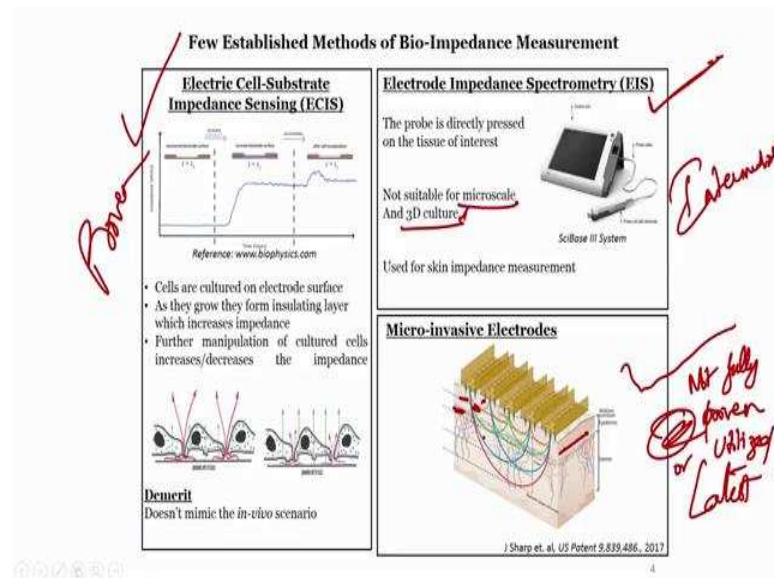 Few Established Methods of Bio-Impedance Measurement
Electric Cell-Substrate
Impedance Sensing (ECIS)
Reference: www.biophysics.com
• Cells are cultured on electrode surface
• As they grow they form insulating layer
which increases impedance
• Further manipulation of cultured cells
increases/decreases the impedance
Demerit
Doesn't mimic the in-vivo scenario
Proven
Electrode Impedance Spectrometry (EIS)
The probe is directly pressed
on the tissue of interest
Not suitable for microscale
And 3D culture
SciBase III System
Used for skin impedance measurement
Micro-invasive Electrodes
J Sharp et. al, US Patent 9,839,486., 2017
Not fully
proven
or utilized/
Latest
4